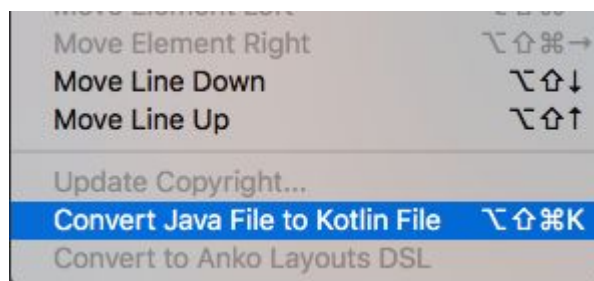 Move Element Right ⌥⇧⌘→
Move Line Down ⌥⇧↓
Move Line Up ⌥⇧↑
Update Copyright...
Convert Java File to Kotlin File ⌥⇧⌘K
Convert to Anko Layouts DSL